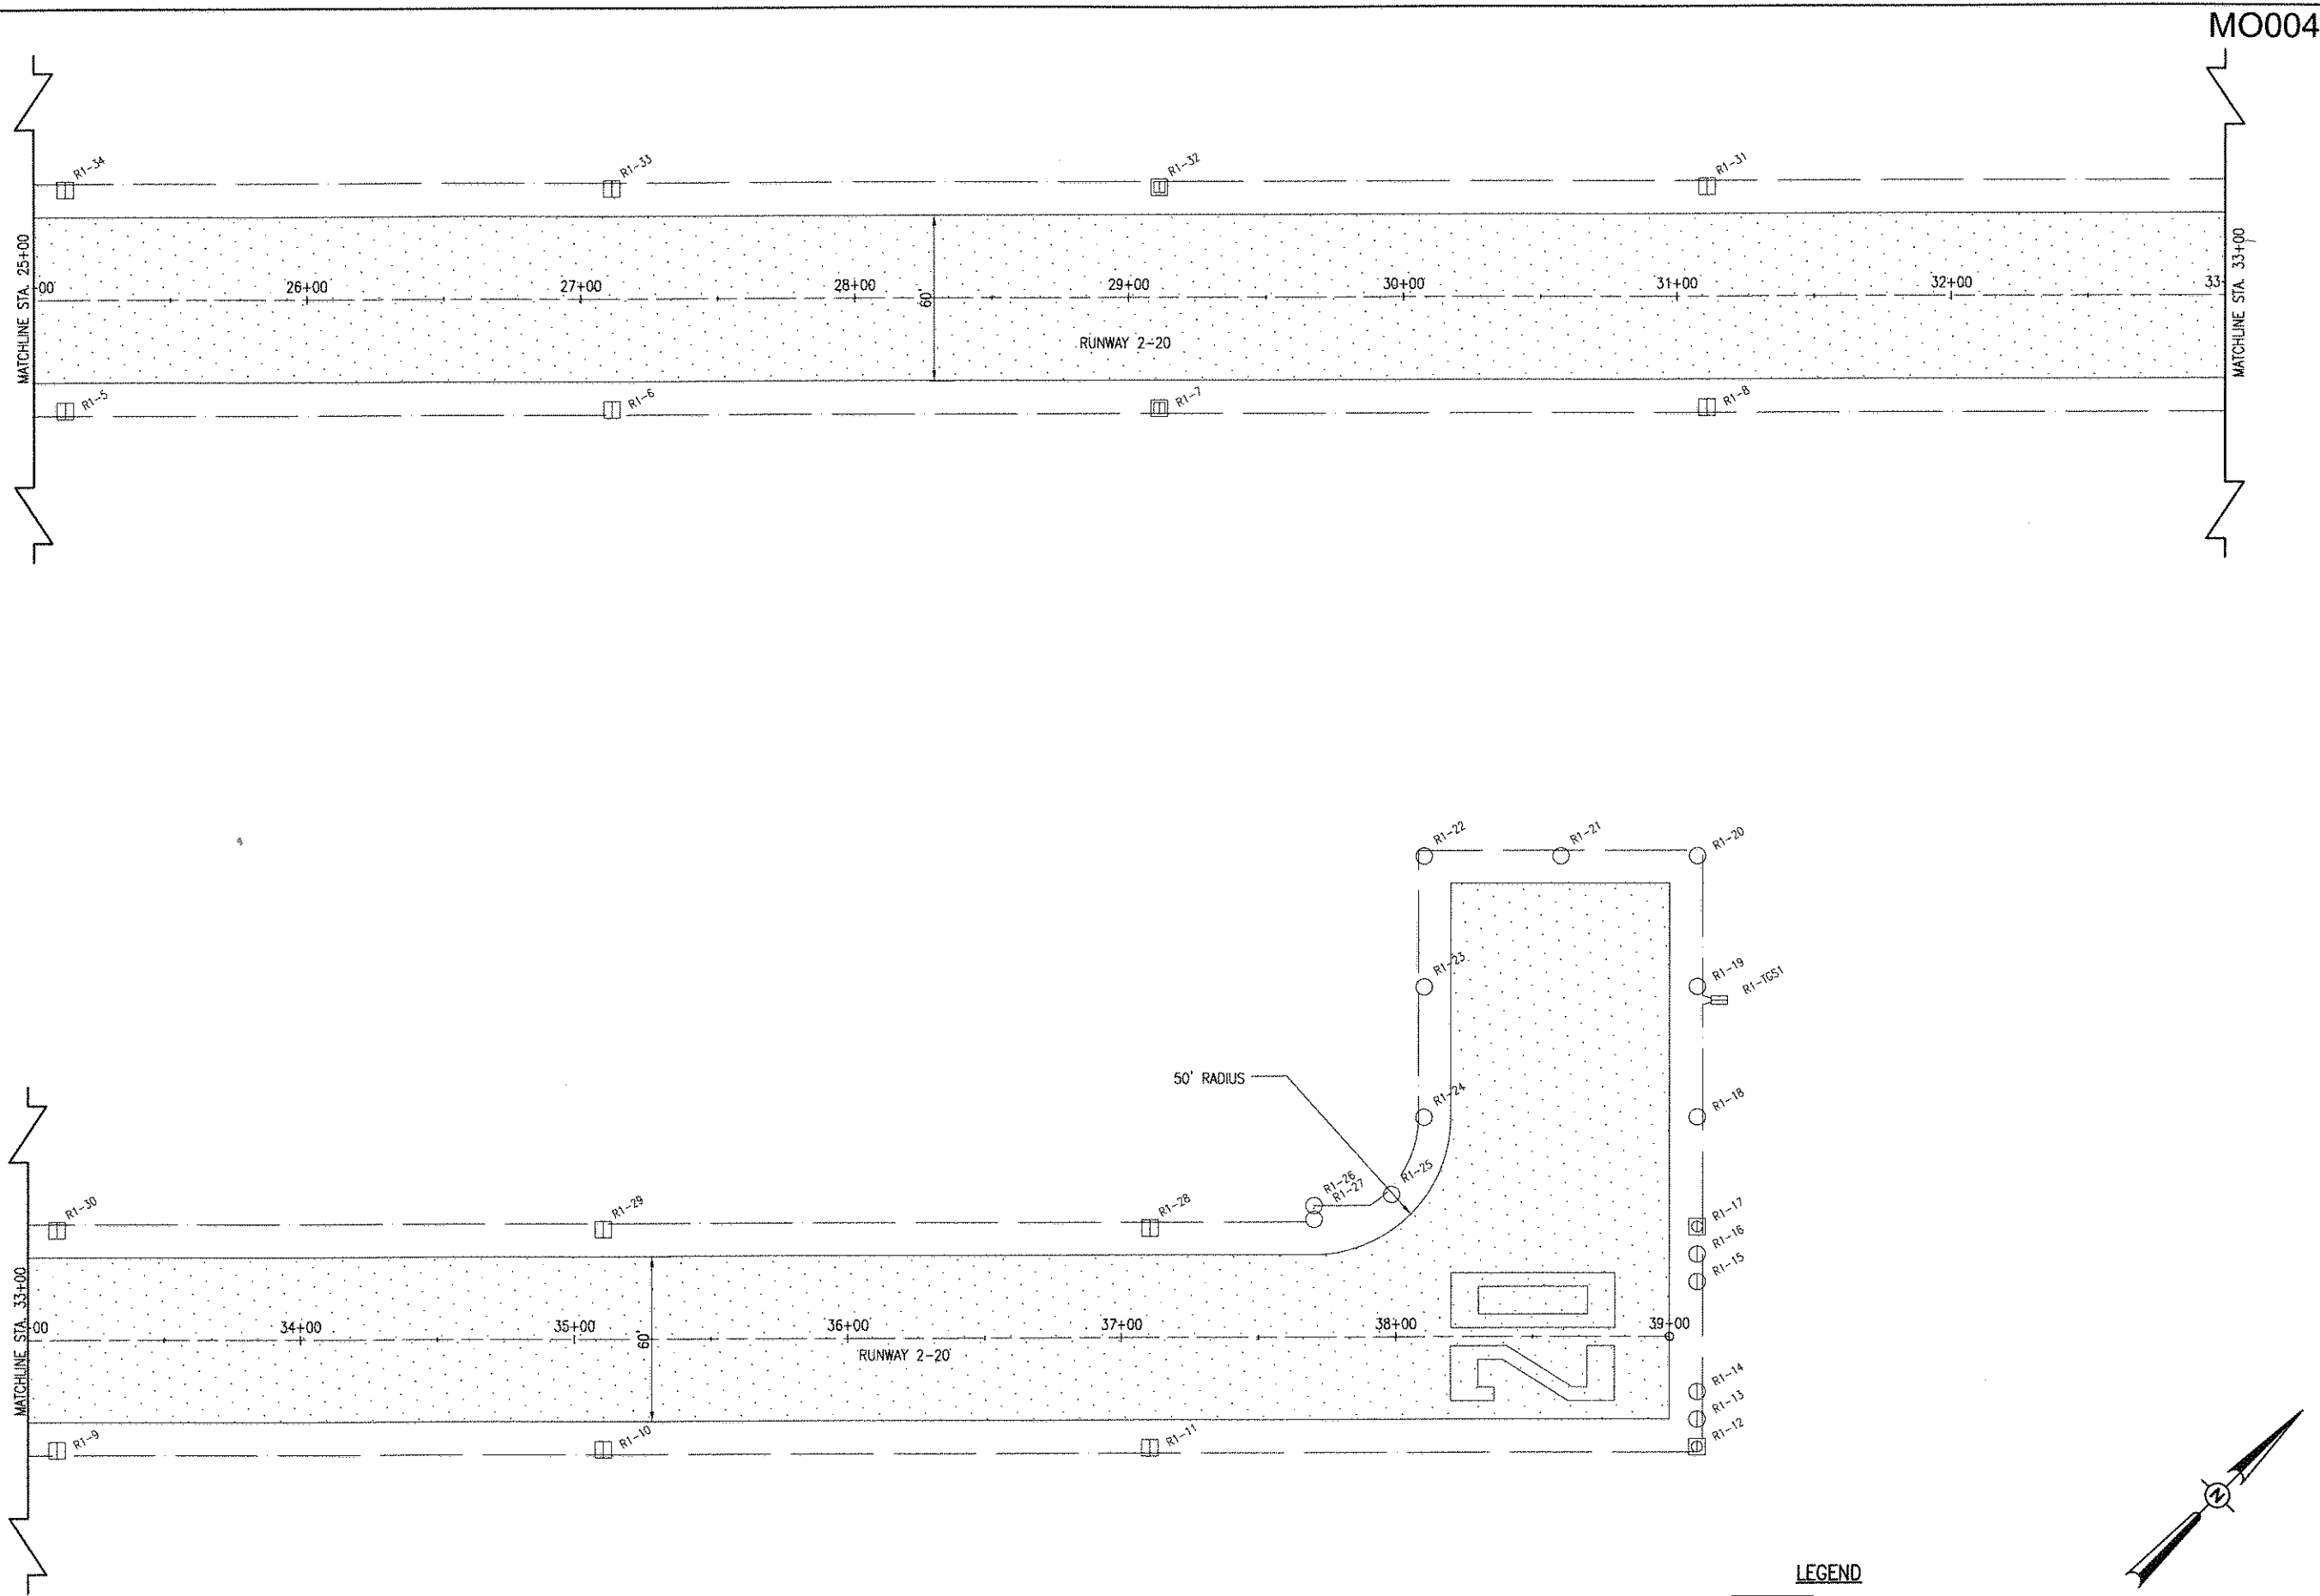 MO004
R1-34
R1-33
R1-32
R1-31
MATCHLINE STA. 25+00
+00
26+00
27+00
28+00
29+00
30+00
31+00
32+00
33+
MATCHLINE STA. 33+00
60'
RUNWAY 2-20
R1-5
R1-6
R1-7
R1-8
R1-22
R1-21
R1-20
R1-23
R1-19
R1-TGS1
50' RADIUS
R1-24
R1-18
R1-25
R1-26
R1-27
R1-30
R1-29
R1-28
R1-17
R1-16
R1-15
MATCHLINE STA. 33+00
+00
34+00
35+00
36+00
37+00
38+00
39+00
60'
RUNWAY 2-20
20
R1-14
R1-13
R1-12
R1-9
R1-10
R1-11
N
LEGEND